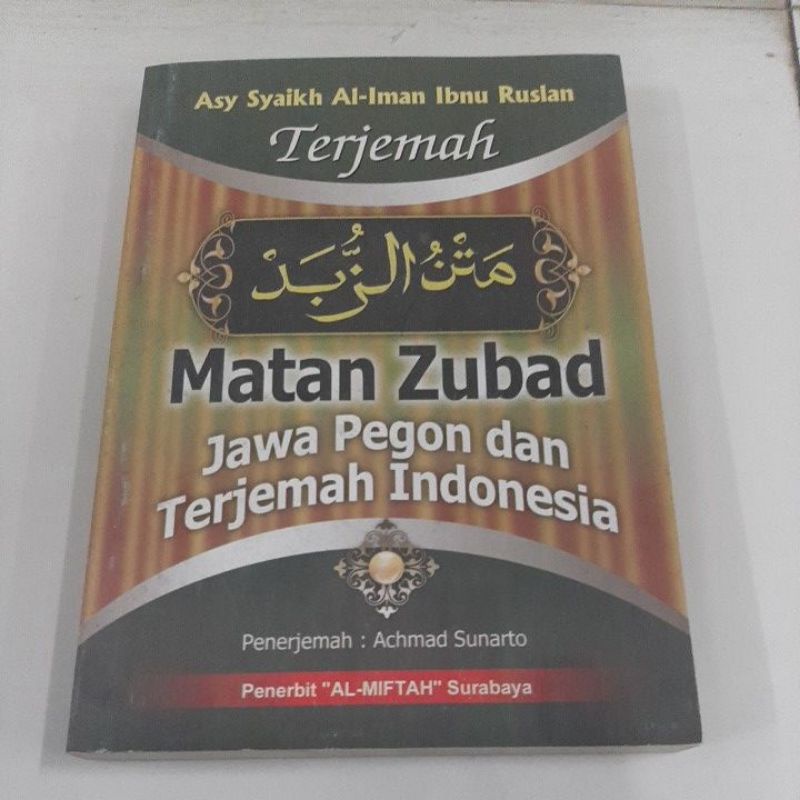 Asy Syaikh Al-Iman Ibnu Ruslan
Terjemah
مَتْنُ الزُّبَدْ
Matan Zubad
Jawa Pegon dan
Terjemah Indonesia
Penerjemah : Achmad Sunarto
Penerbit "AL-MIFTAH" Surabaya